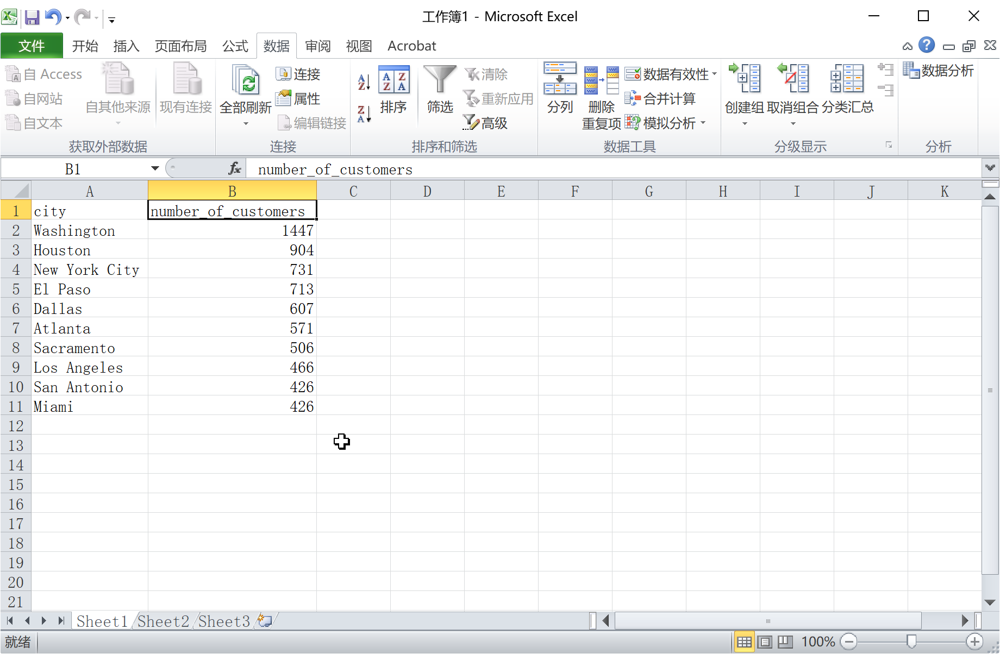 工作簿1 - Microsoft Excel
文件 开始 插入 页面布局 公式 数据 审阅 视图 Acrobat
自 Access
自网站
自文本
自其他来源
现有连接
获取外部数据
全部刷新
连接
属性
编辑链接
连接
排序
筛选
清除
重新应用
高级
排序和筛选
分列
删除
重复项
数据有效性
合并计算
模拟分析
数据工具
创建组 取消组合 分类汇总
分级显示
数据分析
分析
B1 fx number_of_customers
A B C D E F G H I J K
1 city number_of_customers
2 Washington 1447
3 Houston 904
4 New York City 731
5 El Paso 713
6 Dallas 607
7 Atlanta 571
8 Sacramento 506
9 Los Angeles 466
10 San Antonio 426
11 Miami 426
12
13
14
15
16
17
18
19
20
21
Sheet1 Sheet2 Sheet3
就绪 100%